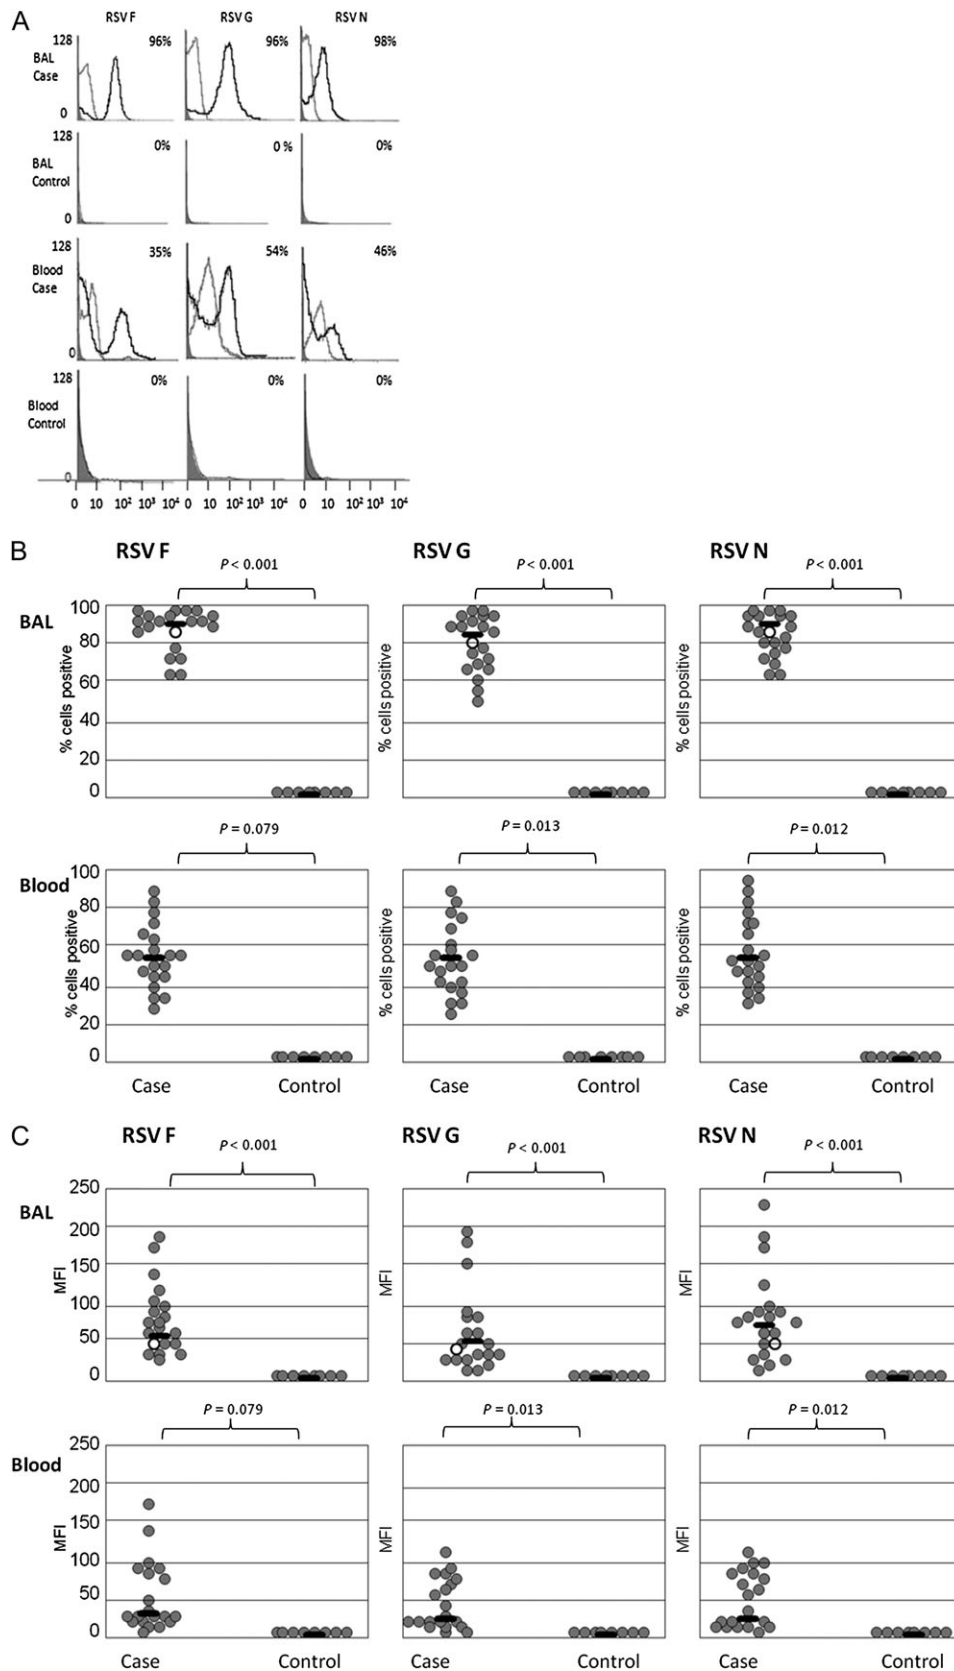 A
RSV F RSV G RSV N
128 96% 96% 98%
BAL
Case
0
128 0% 0 % 0%
BAL
Control
0
128 35% 54% 46%
Blood
Case
0
128 0% 0% 0%
Blood
Control
0
0 10 10² 10³ 10⁴ 0 10 10² 10³ 10⁴ 0 10 10² 10³ 10⁴
B
RSV F RSV G RSV N
P < 0.001 P < 0.001 P < 0.001
BAL
100
80
60
40
20
0
% cells positive % cells positive % cells positive
P = 0.079 P = 0.013 P = 0.012
Blood
100
80
60
40
20
0
% cells positive % cells positive % cells positive
Case Control Case Control Case Control
C
RSV F RSV G RSV N
P < 0.001 P < 0.001 P < 0.001
BAL
250
200
150
100
50
0
MFI MFI MFI
P = 0.079 P = 0.013 P = 0.012
Blood
250
200
150
100
50
0
MFI MFI MFI
Case Control Case Control Case Control